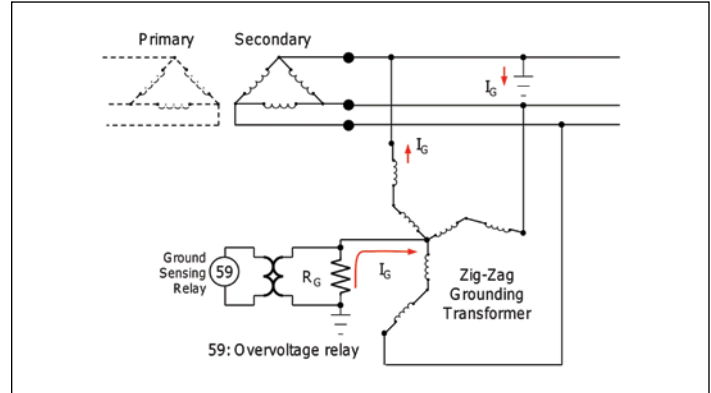 Primary
Secondary
IG
IG
Ground
Sensing
Relay
59
RG
IG
Zig-Zag
Grounding
Transformer
59: Overvoltage relay